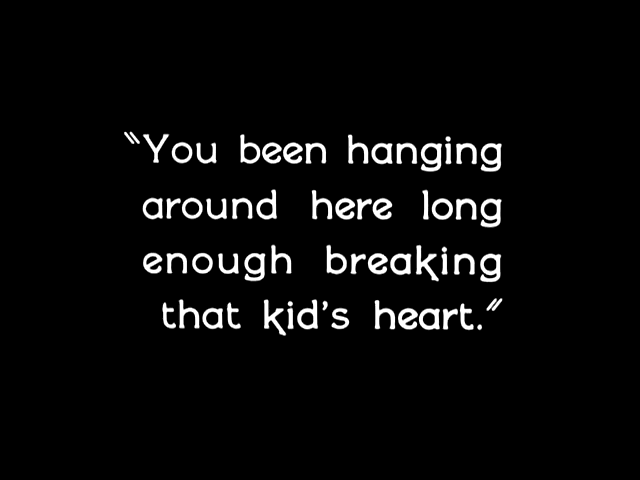 “You been hanging
around here long
enough breaking
that kid's heart.”